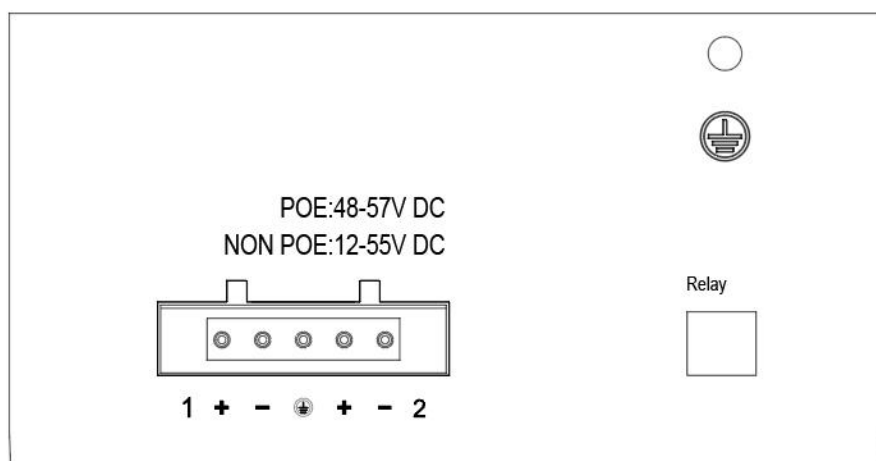 POE:48-57V DC
NON POE:12-55V DC
Relay
1 + - ⏚ + - 2